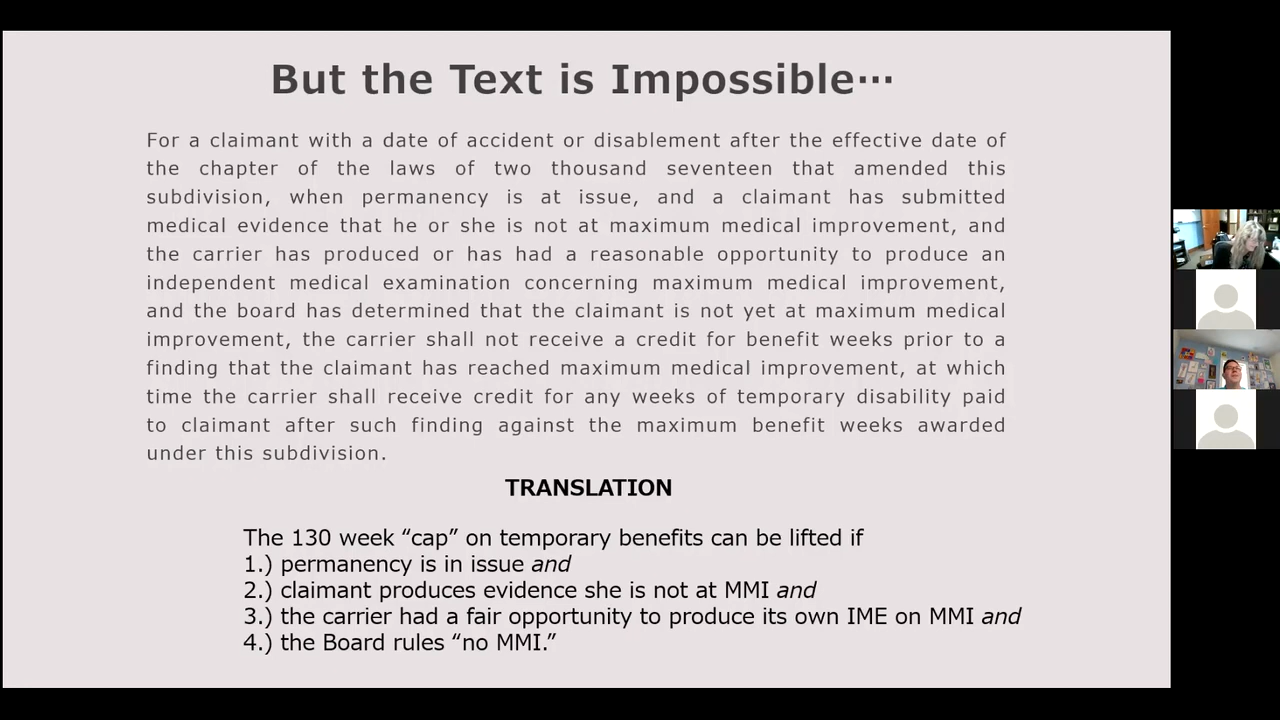 But the Text is Impossible…
For a claimant with a date of accident or disablement after the effective date of
the chapter of the laws of two thousand seventeen that amended this
subdivision, when permanency is at issue, and a claimant has submitted
medical evidence that he or she is not at maximum medical improvement, and
the carrier has produced or has had a reasonable opportunity to produce an
independent medical examination concerning maximum medical improvement,
and the board has determined that the claimant is not yet at maximum medical
improvement, the carrier shall not receive a credit for benefit weeks prior to a
finding that the claimant has reached maximum medical improvement, at which
time the carrier shall receive credit for any weeks of temporary disability paid
to claimant after such finding against the maximum benefit weeks awarded
under this subdivision.
TRANSLATION
The 130 week “cap” on temporary benefits can be lifted if
1.) permanency is in issue and
2.) claimant produces evidence she is not at MMI and
3.) the carrier had a fair opportunity to produce its own IME on MMI and
4.) the Board rules “no MMI.”